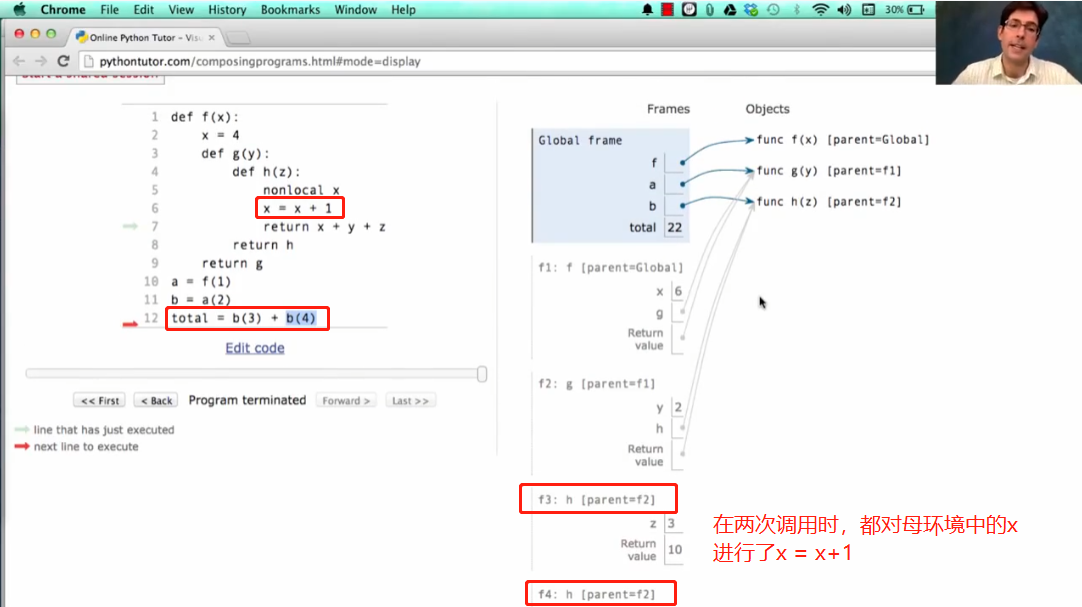 Chrome File Edit View History Bookmarks Window Help 30%
Online Python Tutor – Visu
pythontutor.com/composingprograms.html#mode=display
start a shared session
1 def f(x):
2 x = 4
3 def g(y):
4 def h(z):
5 nonlocal x
6 x = x + 1
7 return x + y + z
8 return h
9 return g
10 a = f(1)
11 b = a(2)
12 total = b(3) + b(4)
Edit code
<< First < Back Program terminated Forward > Last >>
line that has just executed
next line to execute
Frames Objects
Global frame
f
a
b
total 22
func f(x) [parent=Global]
func g(y) [parent=f1]
func h(z) [parent=f2]
f1: f [parent=Global]
x 6
g
Return
value
f2: g [parent=f1]
y 2
h
Return
value
f3: h [parent=f2]
z 3
Return
value 10
f4: h [parent=f2]
在两次调用时，都对母环境中的x
进行了x = x+1